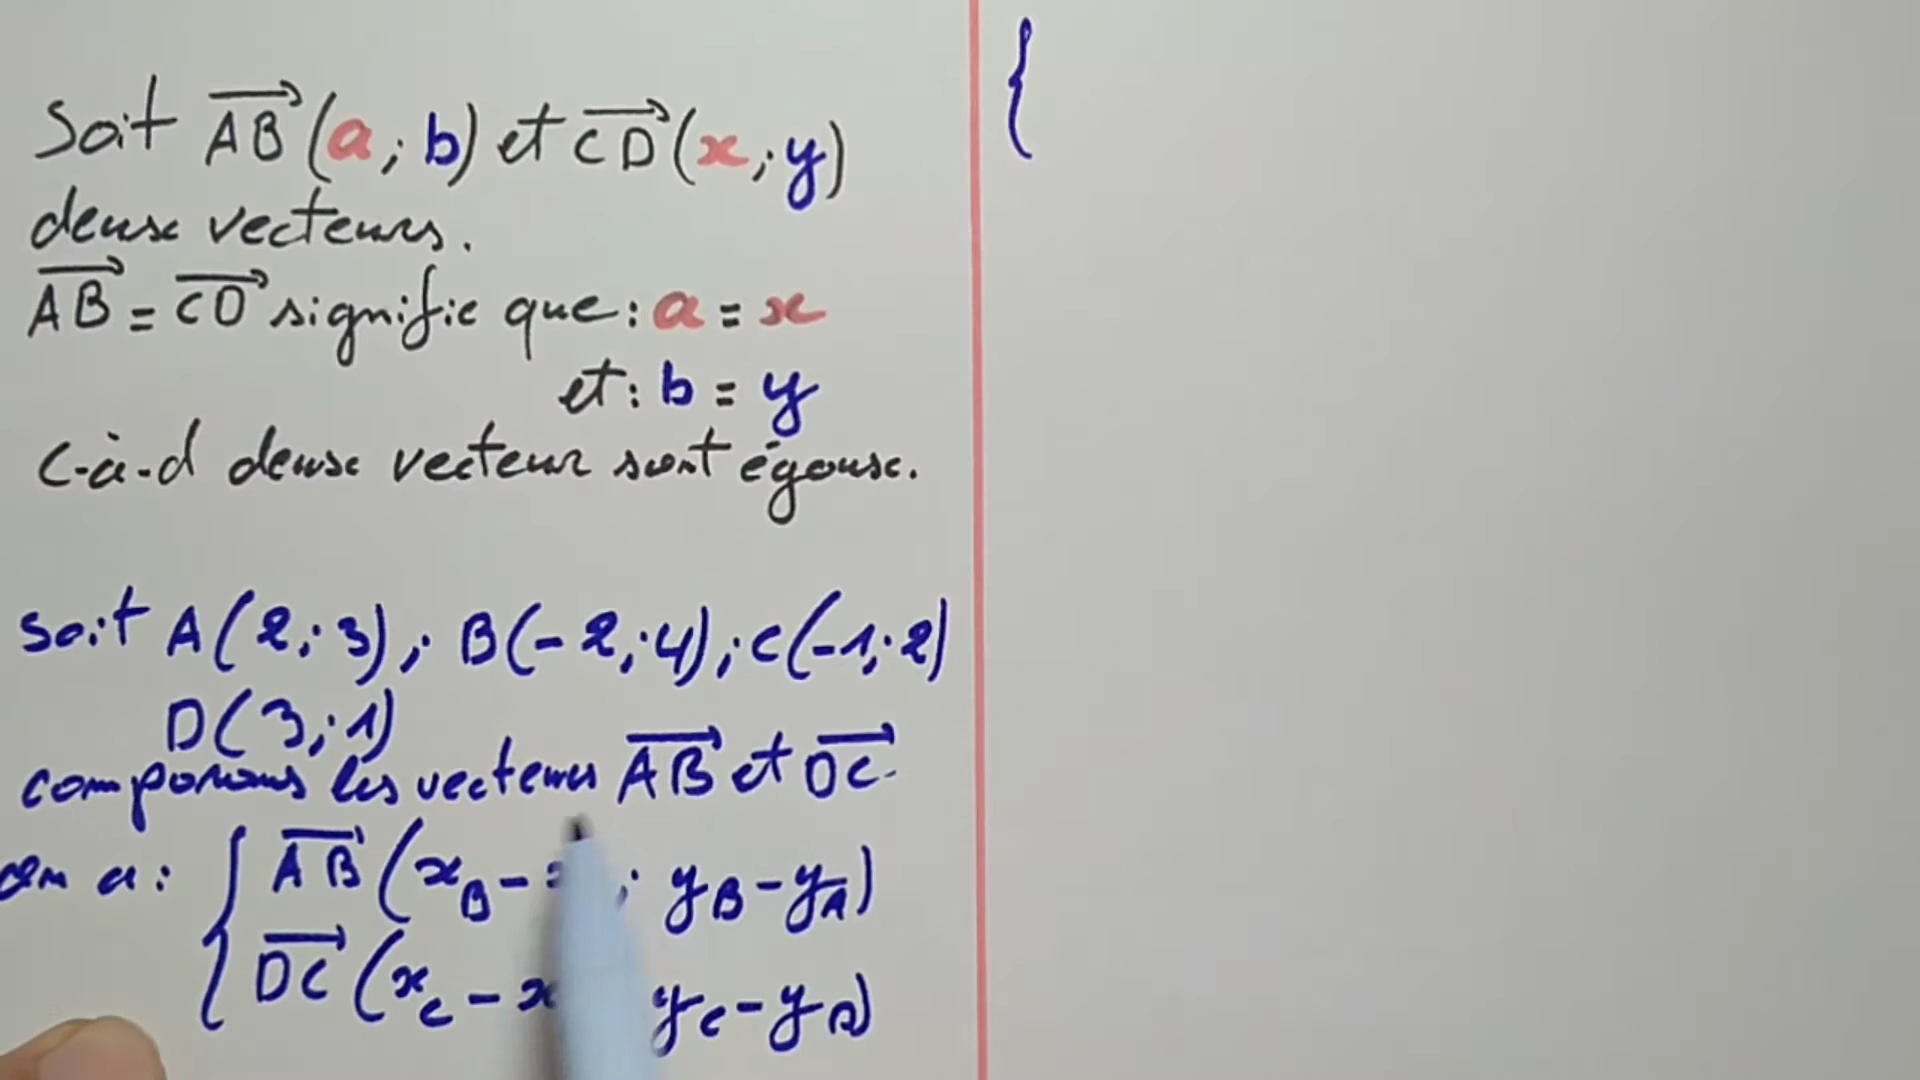 Soit AB(a; b) et CD(x; y)
deux vecteurs.
AB = CD signifie que: a = x
et: b = y
c-à-d deux vecteur sont égaux.
soit A(2; 3); B(-2; 4); C(-1; 2)
D(3; 1)
comparons les vecteurs AB et DC.
on a: { AB (x_B - ; y_B - y_A)
DC (x_C - x y_C - y_D)
{